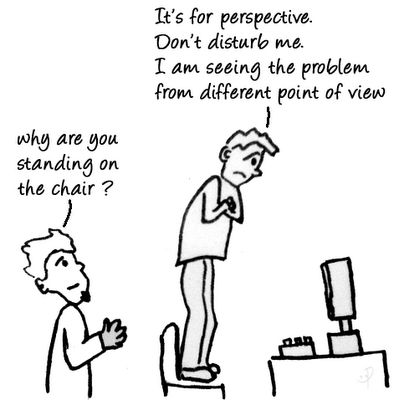 It's for perspective.
Don't disturb me.
I am seeing the problem
from different point of view
why are you
standing on
the chair ?